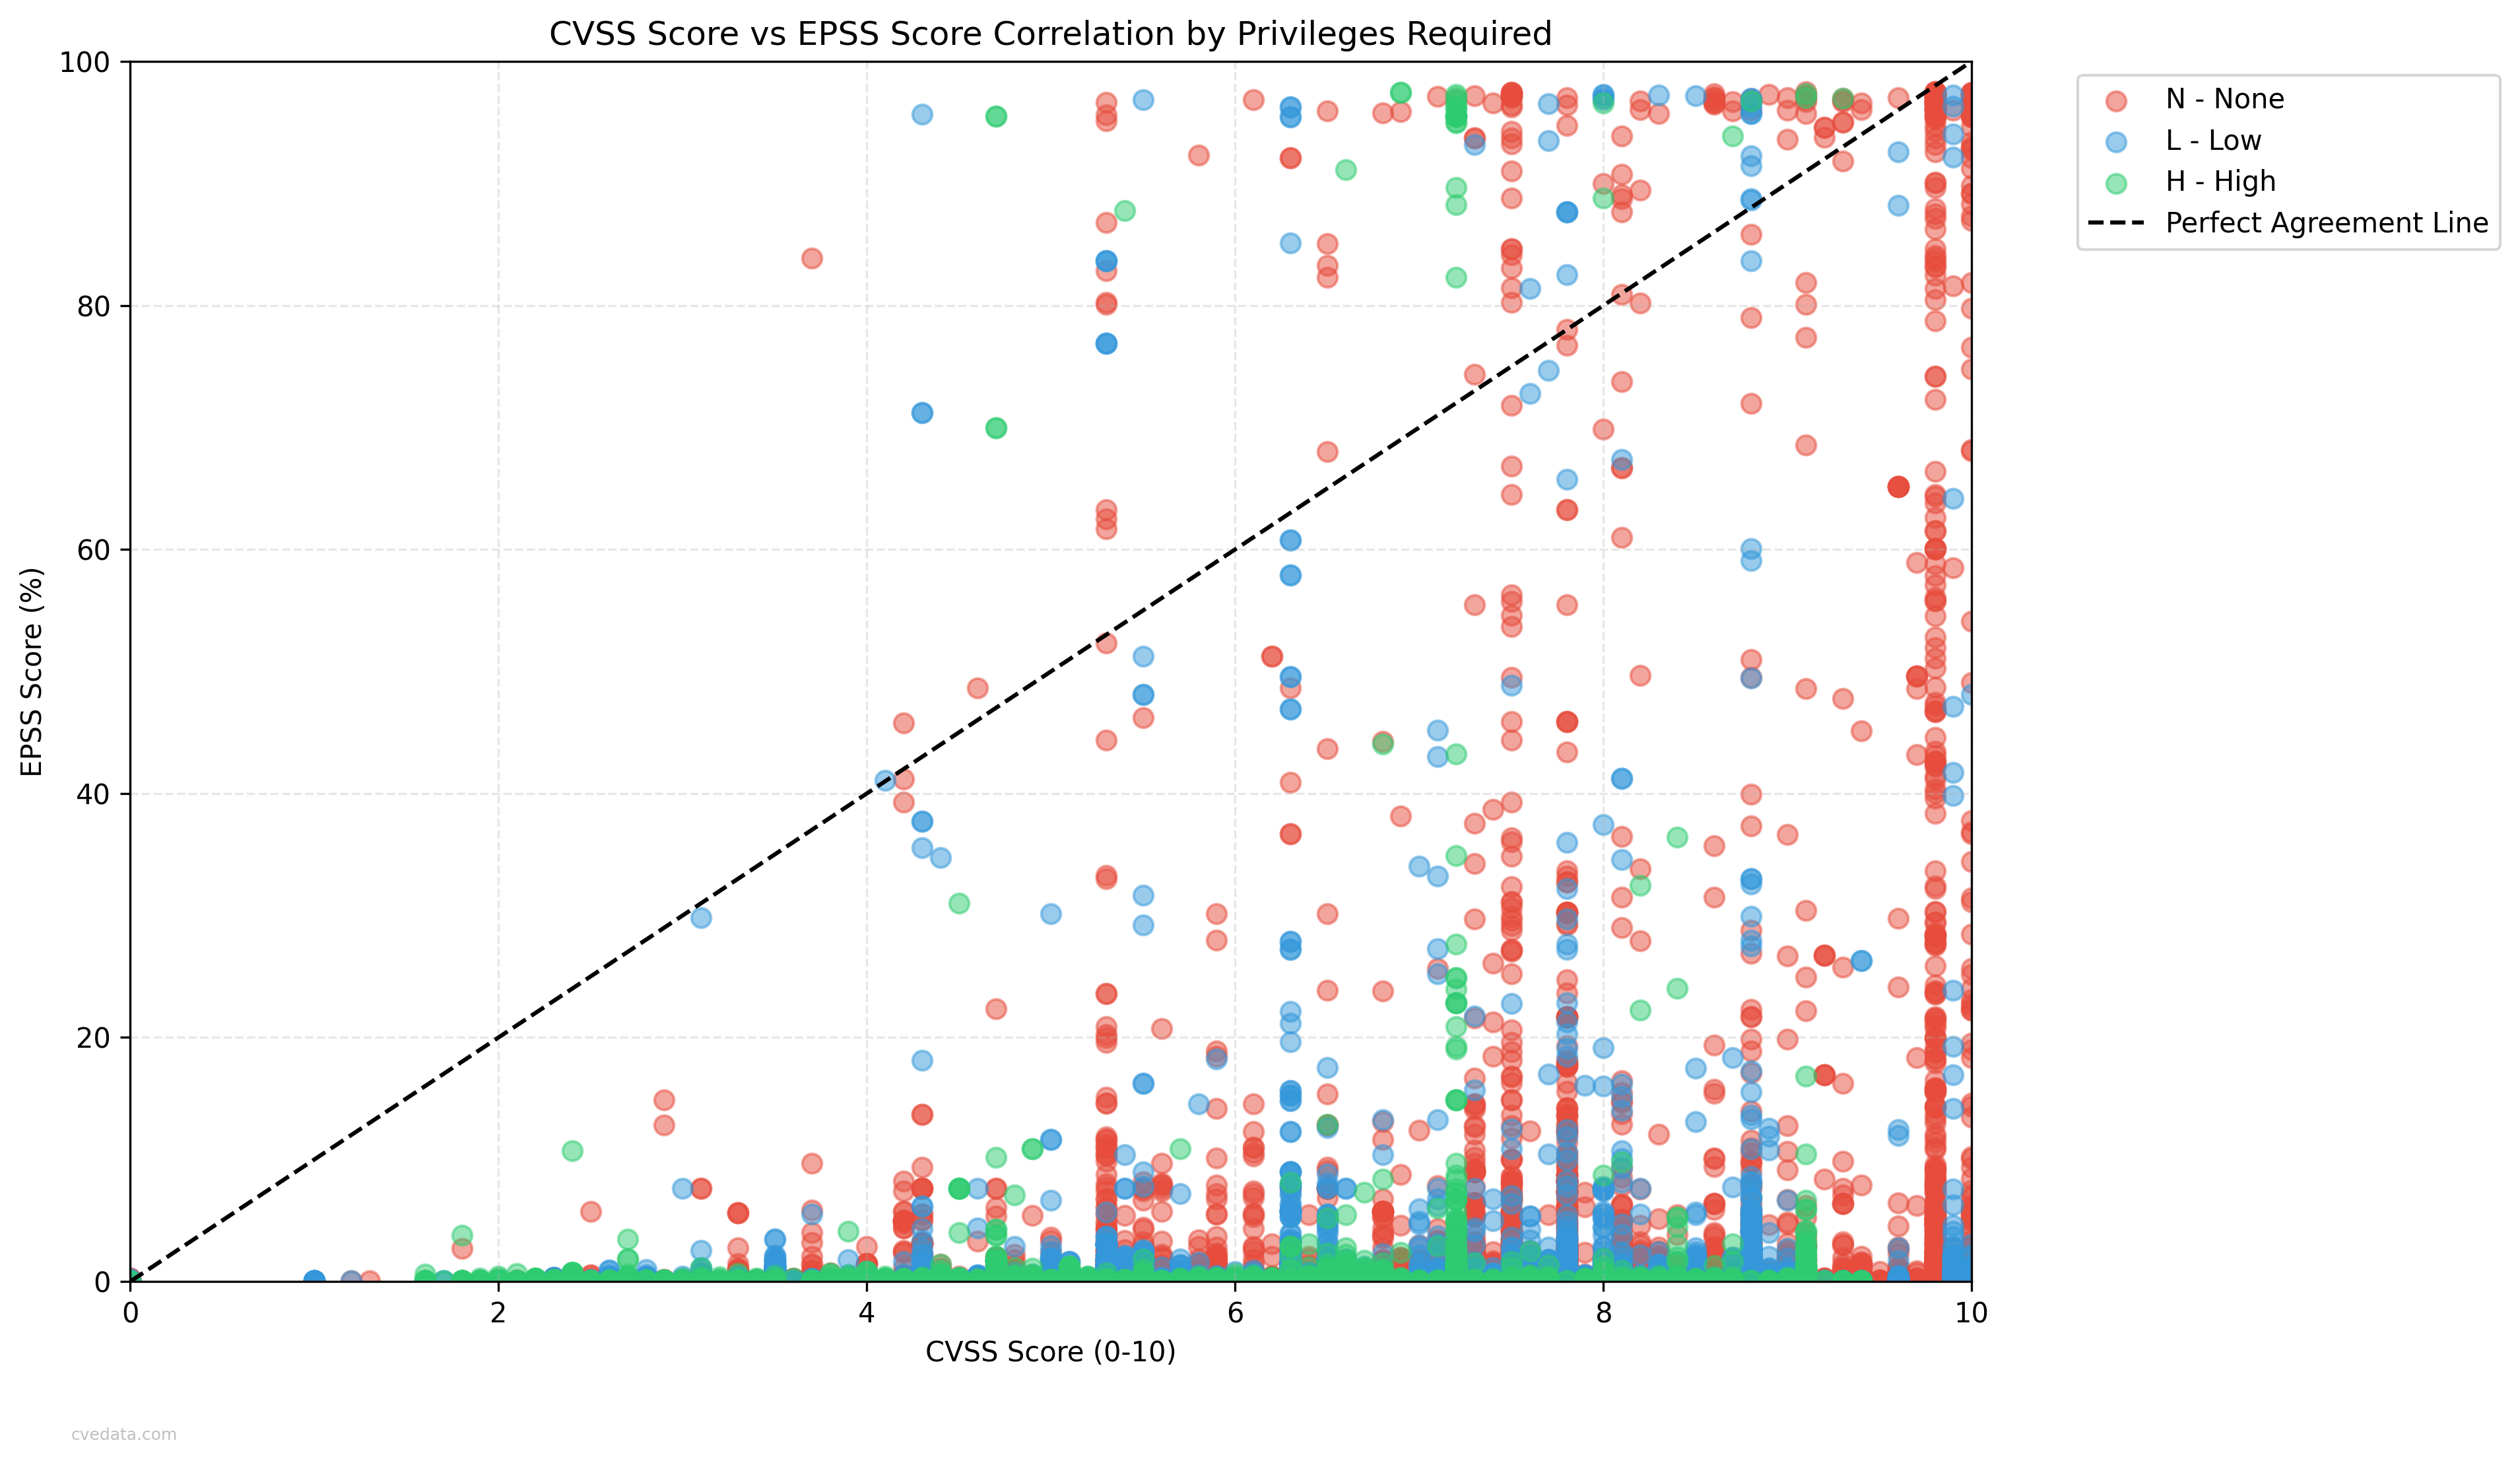 CVSS Score vs EPSS Score Correlation by Privileges Required
N - None
L - Low
H - High
Perfect Agreement Line
EPSS Score (%)
100
80
60
40
20
0
0 2 4 6 8 10
CVSS Score (0-10)
cvedata.com